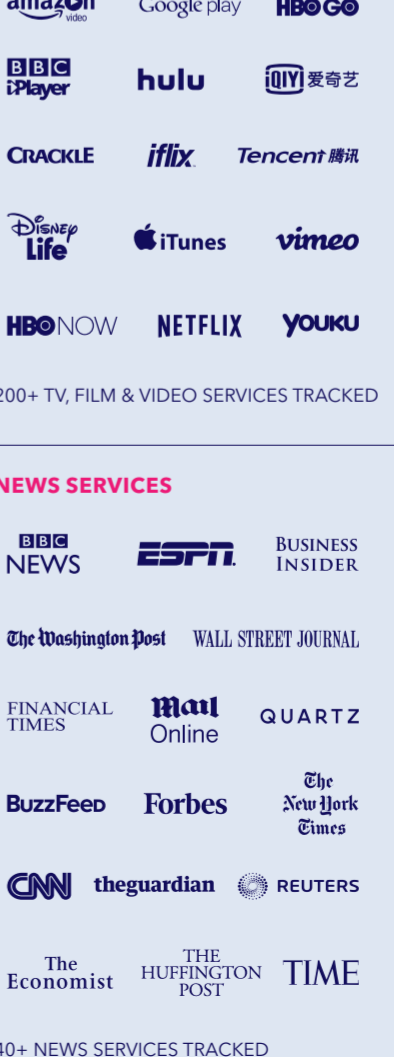 amazon Google play HBO GO
video
BBC iPlayer hulu iQIYI 爱奇艺
CRACKLE iflix Tencent 腾讯
Disney Life iTunes vimeo
HBO NOW NETFLIX YOUKU
200+ TV, FILM & VIDEO SERVICES TRACKED
NEWS SERVICES
BBC NEWS ESPN BUSINESS INSIDER
The Washington Post WALL STREET JOURNAL
FINANCIAL TIMES Mail Online QUARTZ
BuzzFeed Forbes The New York Times
CNN theguardian REUTERS
The Economist THE HUFFINGTON POST TIME
40+ NEWS SERVICES TRACKED